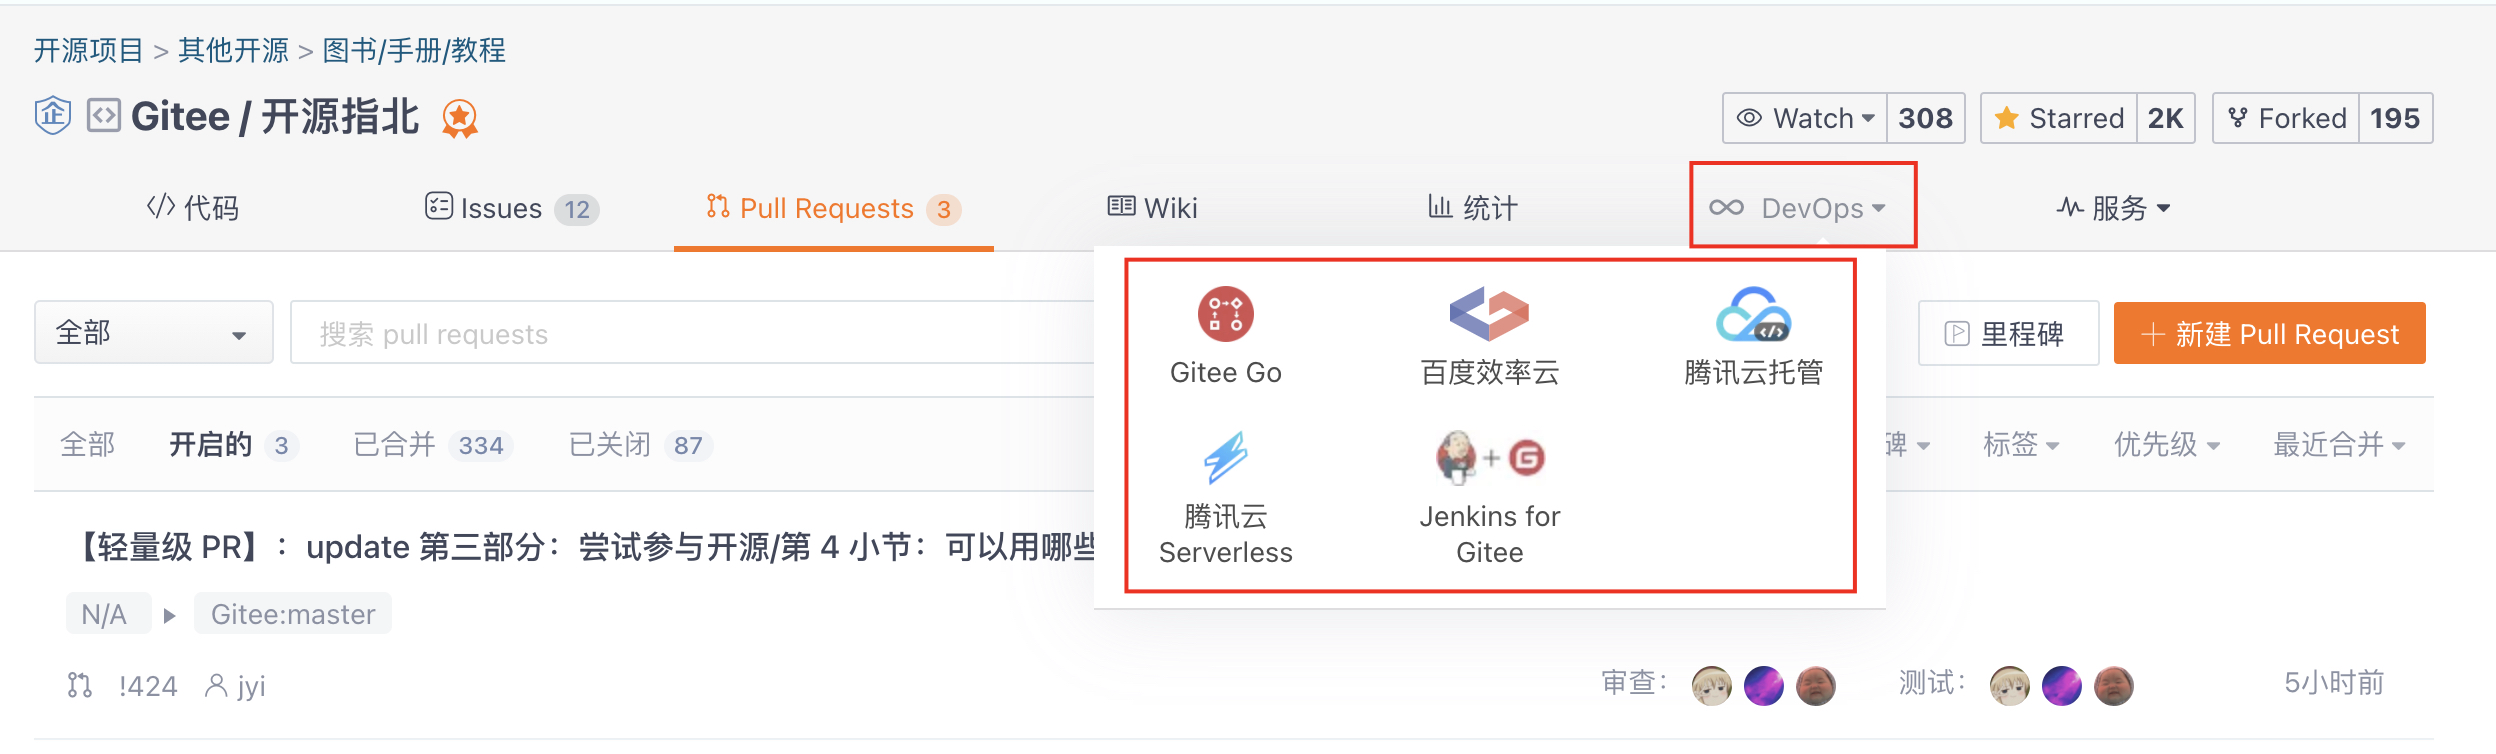 开源项目 > 其他开源 > 图书/手册/教程
企 Gitee / 开源指北
Watch 308 Starred 2K Forked 195
代码 Issues 12 Pull Requests 3 Wiki 统计 DevOps 服务
全部 搜索 pull requests 里程碑 + 新建 Pull Request
Gitee Go 百度效率云 腾讯云托管
腾讯云 Serverless
Jenkins for Gitee
全部 开启的 3 已合并 334 已关闭 87 碑 标签 优先级 最近合并
【轻量级 PR】： update 第三部分：尝试参与开源/第 4 小节：可以用哪些
N/A Gitee:master
!424 jyi 审查： 测试： 5小时前